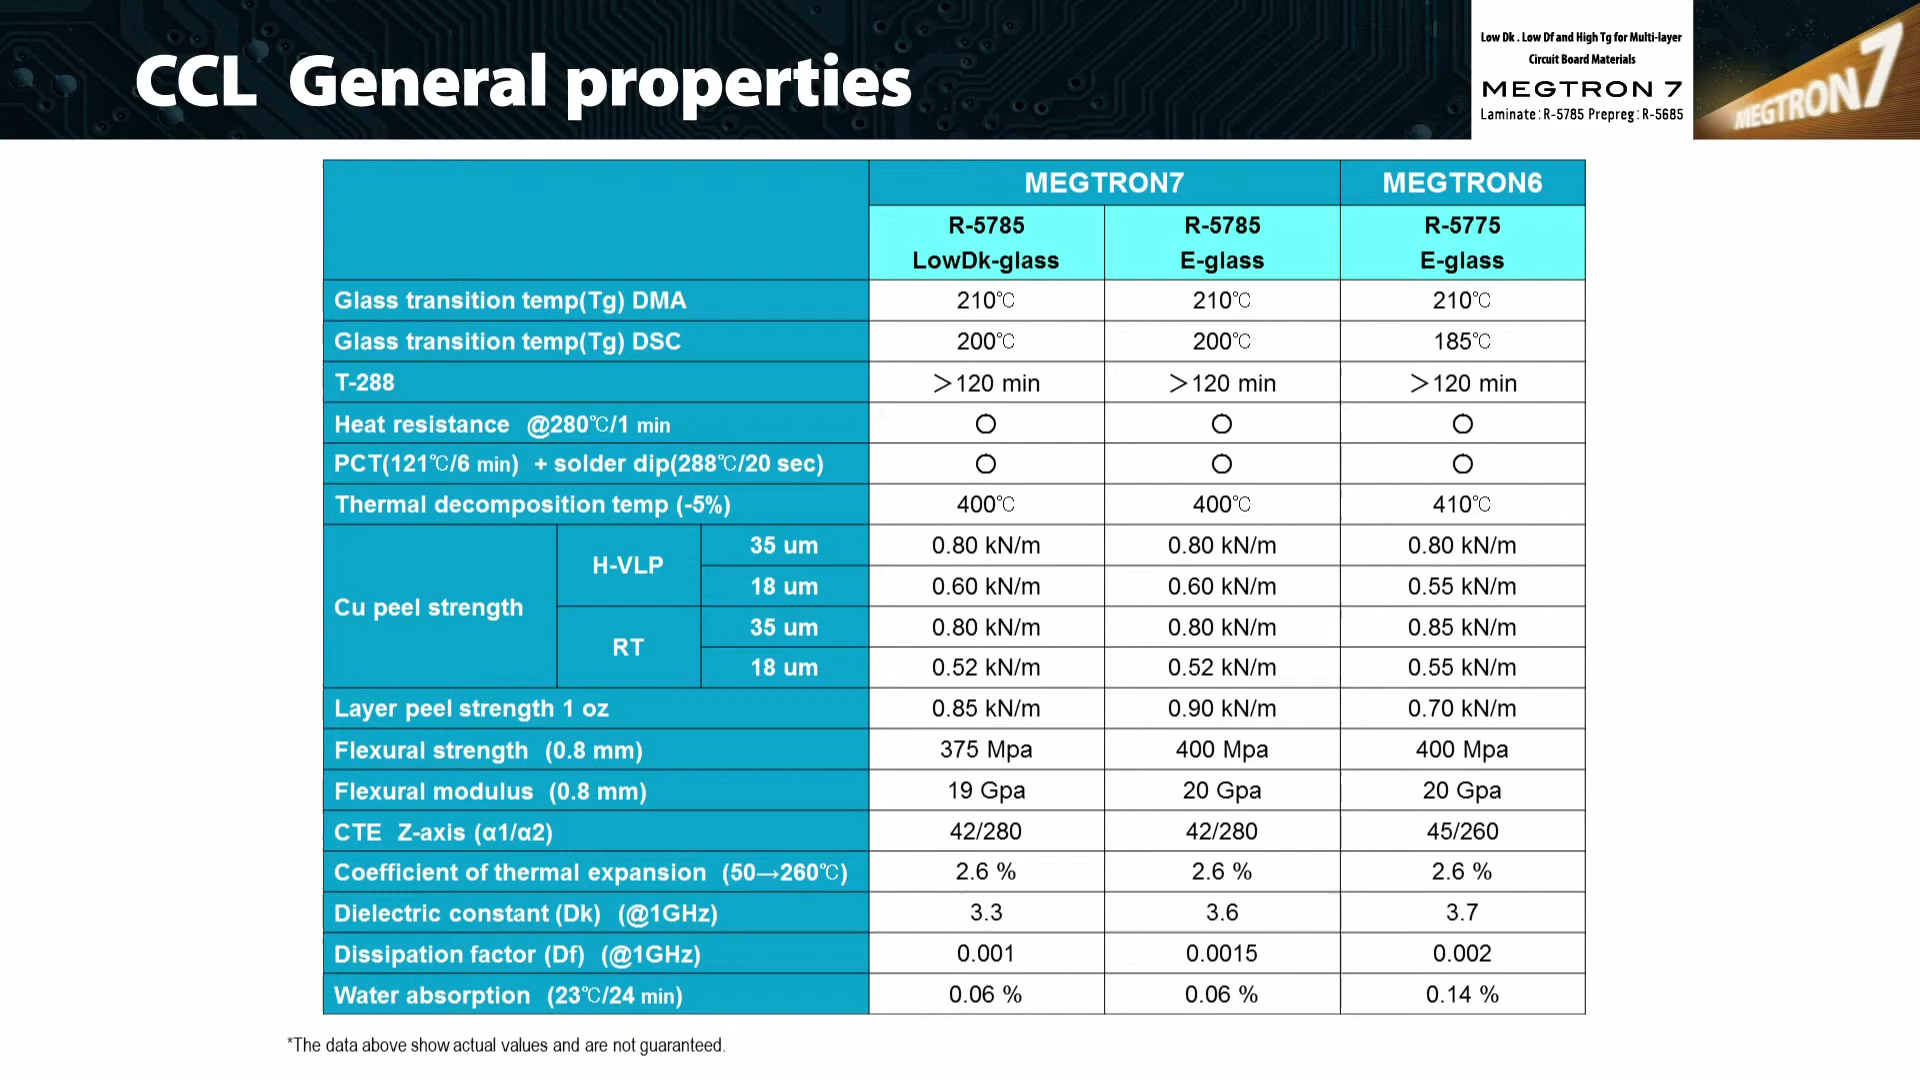 CCL General properties
Low Dk . Low Df and High Tg for Multi-layer
Circuit Board Materials
MEGTRON 7
Laminate : R-5785 Prepreg : R-5685
MEGTRON 7
MEGTRON7 MEGTRON6
R-5785 R-5785 R-5775
LowDk-glass E-glass E-glass
Glass transition temp(Tg) DMA 210℃ 210℃ 210℃
Glass transition temp(Tg) DSC 200℃ 200℃ 185℃
T-288 ＞120 min ＞120 min ＞120 min
Heat resistance @280℃/1 min ○ ○ ○
PCT(121℃/6 min) + solder dip(288℃/20 sec) ○ ○ ○
Thermal decomposition temp (-5%) 400℃ 400℃ 410℃
Cu peel strength H-VLP 35 um 0.80 kN/m 0.80 kN/m 0.80 kN/m
18 um 0.60 kN/m 0.60 kN/m 0.55 kN/m
RT 35 um 0.80 kN/m 0.80 kN/m 0.85 kN/m
18 um 0.52 kN/m 0.52 kN/m 0.55 kN/m
Layer peel strength 1 oz 0.85 kN/m 0.90 kN/m 0.70 kN/m
Flexural strength (0.8 mm) 375 Mpa 400 Mpa 400 Mpa
Flexural modulus (0.8 mm) 19 Gpa 20 Gpa 20 Gpa
CTE Z-axis (α1/α2) 42/280 42/280 45/260
Coefficient of thermal expansion (50→260℃) 2.6 % 2.6 % 2.6 %
Dielectric constant (Dk) (@1GHz) 3.3 3.6 3.7
Dissipation factor (Df) (@1GHz) 0.001 0.0015 0.002
Water absorption (23℃/24 min) 0.06 % 0.06 % 0.14 %
*The data above show actual values and are not guaranteed.